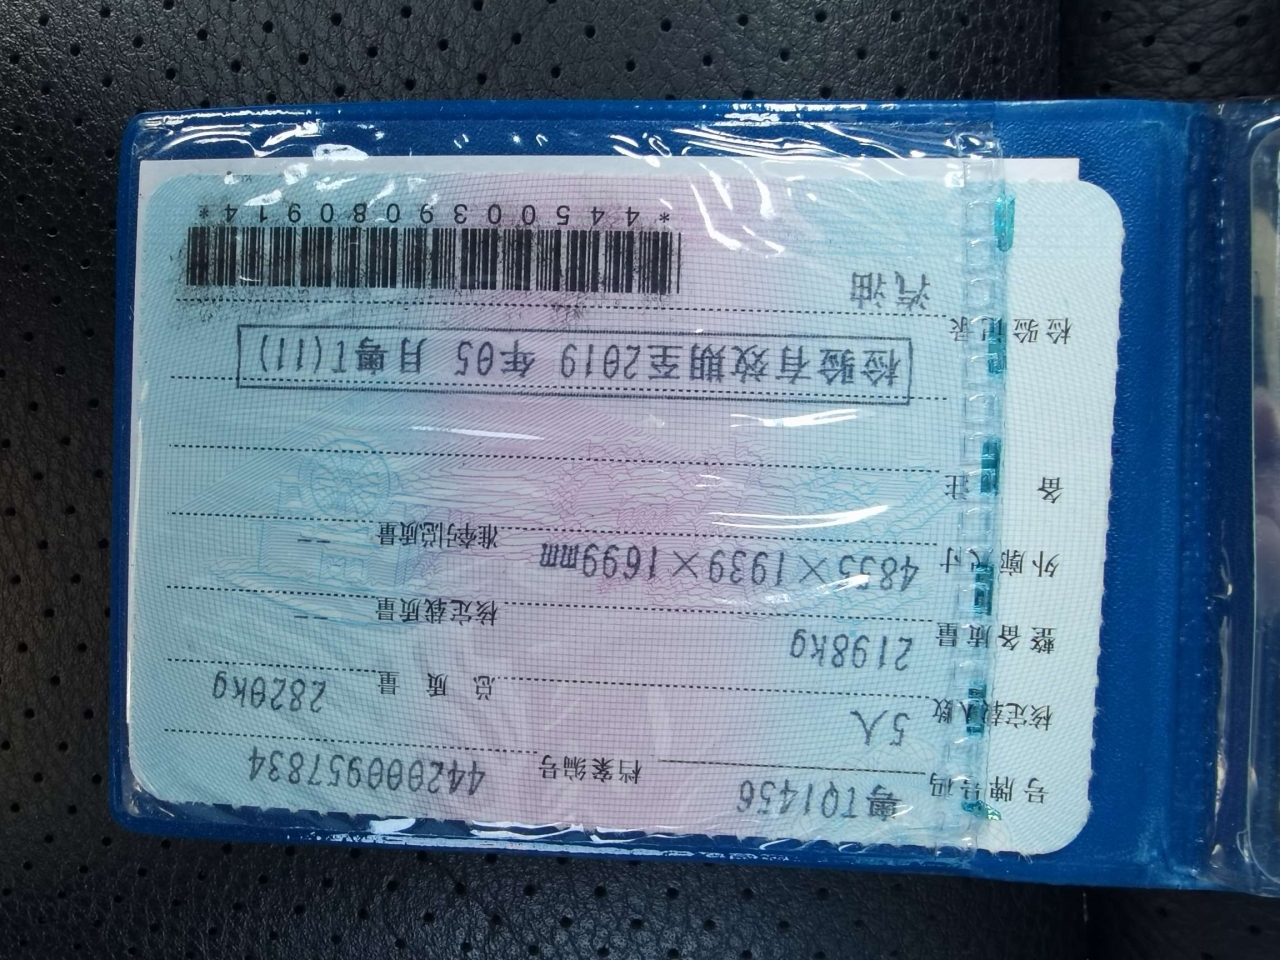 号牌号码 粤TQ1456 档案编号 442000957834
核定载人数 5人 总质量 2820kg
整备质量 2198kg 核定载质量 --
外廓尺寸 4855×1939×1699mm 准牵引总质量 --
备注
检验有效期至2019年05月粤T(11)
检验记录
汽油
*4450039080914*